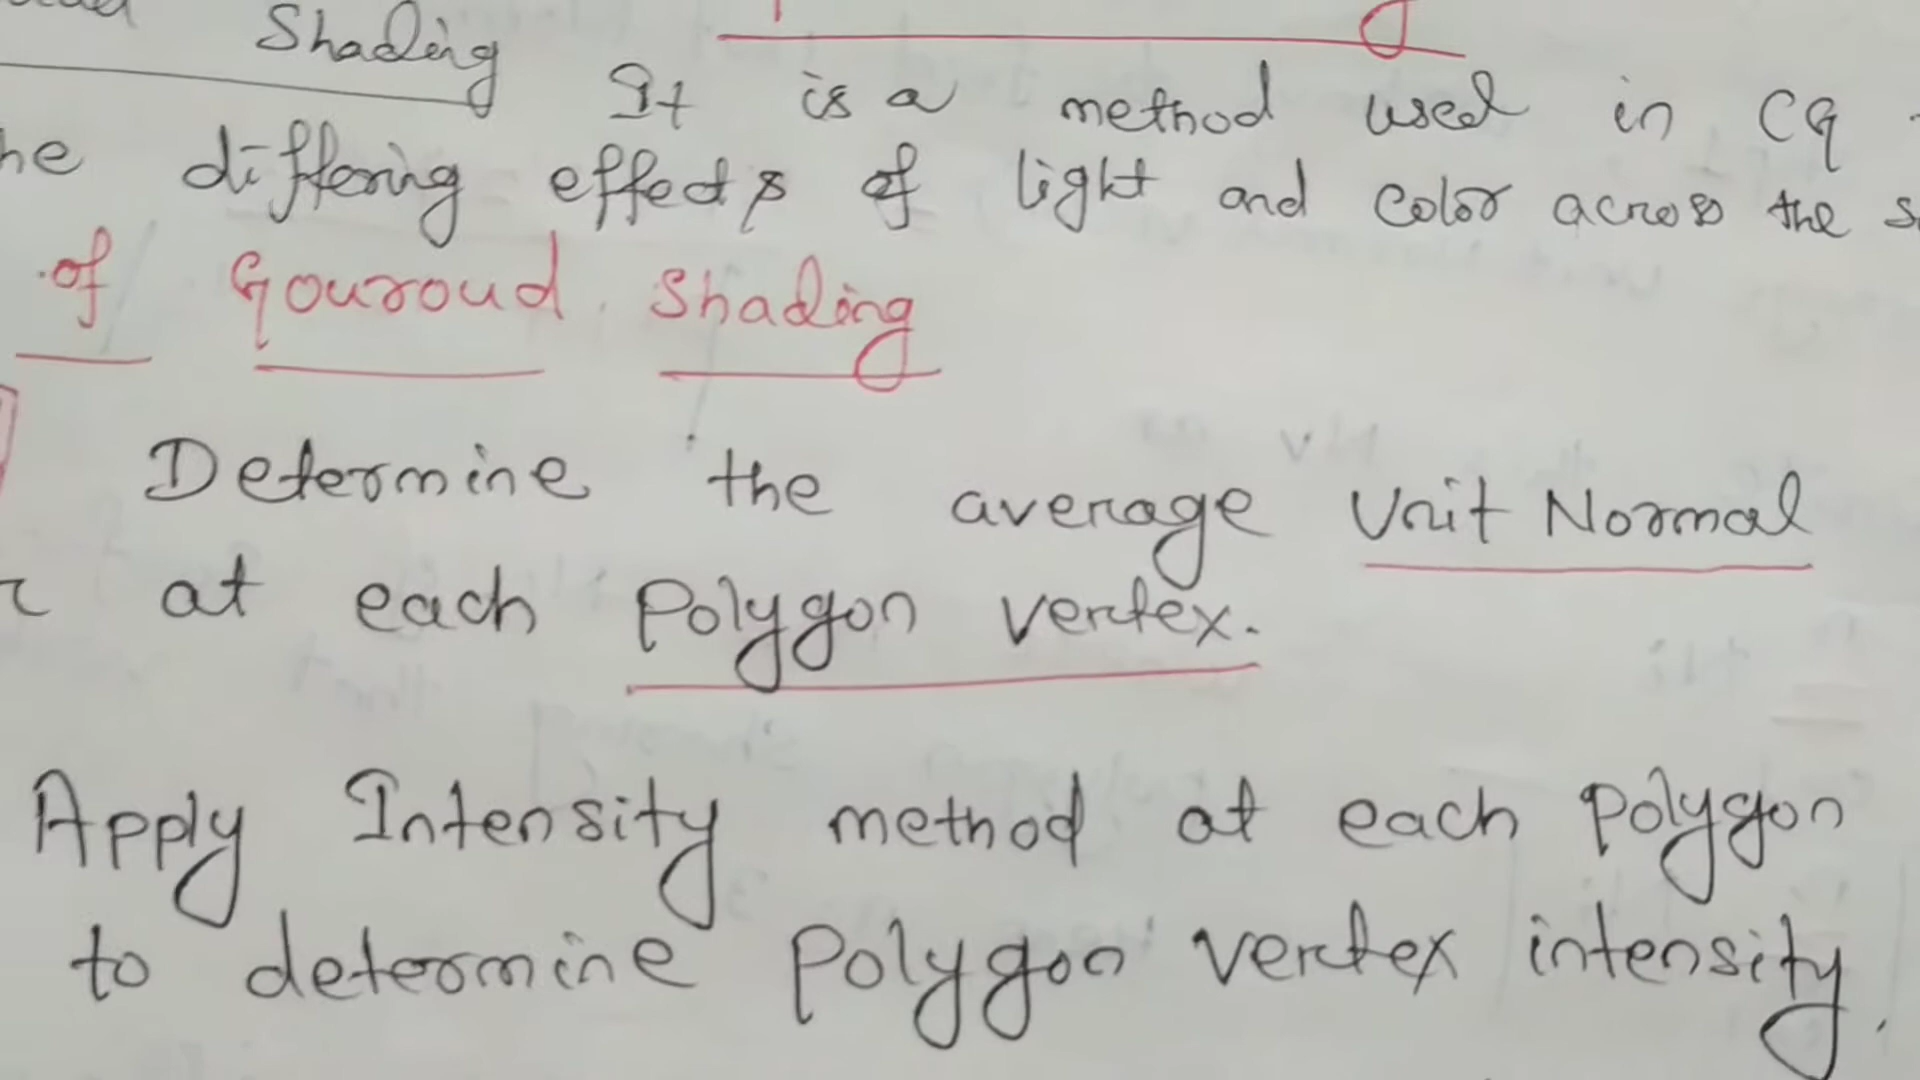 Shading It is a method used in CG
he differing effects of light and color across the
of Gouroud Shading
Determine the average Unit Normal
r at each Polygon vertex.
Apply Intensity method at each Polygon
to determine Polygon vertex intensity.